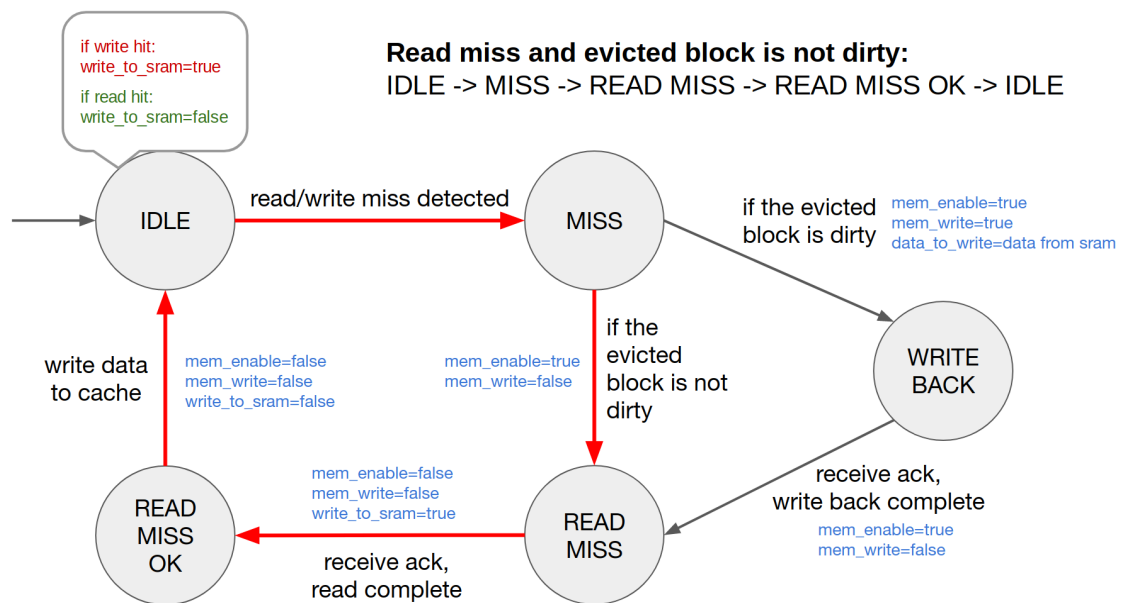 if write hit:
write_to_sram=true
if read hit:
write_to_sram=false
Read miss and evicted block is not dirty:
IDLE -> MISS -> READ MISS -> READ MISS OK -> IDLE
IDLE
read/write miss detected
MISS
if the evicted
block is dirty
mem_enable=true
mem_write=true
data_to_write=data from sram
write data
to cache
mem_enable=false
mem_write=false
write_to_sram=false
mem_enable=true
mem_write=false
if the
evicted
block is not
dirty
WRITE
BACK
READ
MISS
OK
mem_enable=false
mem_write=false
write_to_sram=true
receive ack,
read complete
READ
MISS
receive ack,
write back complete
mem_enable=true
mem_write=false